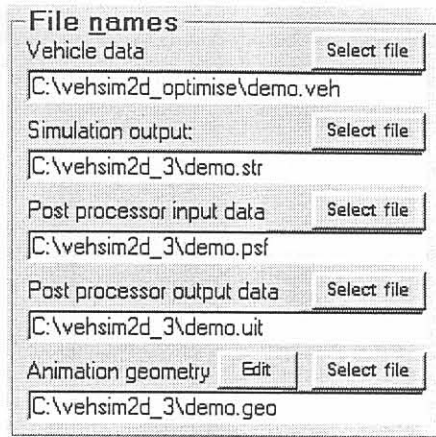 File names
Vehicle data Select file
C:\vehsim2d_optimise\demo.veh
Simulation output: Select file
C:\vehsim2d_3\demo.str
Post processor input data Select file
C:\vehsim2d_3\demo.psf
Post processor output data Select file
C:\vehsim2d_3\demo.uit
Animation geometry Edit Select file
C:\vehsim2d_3\demo.geo